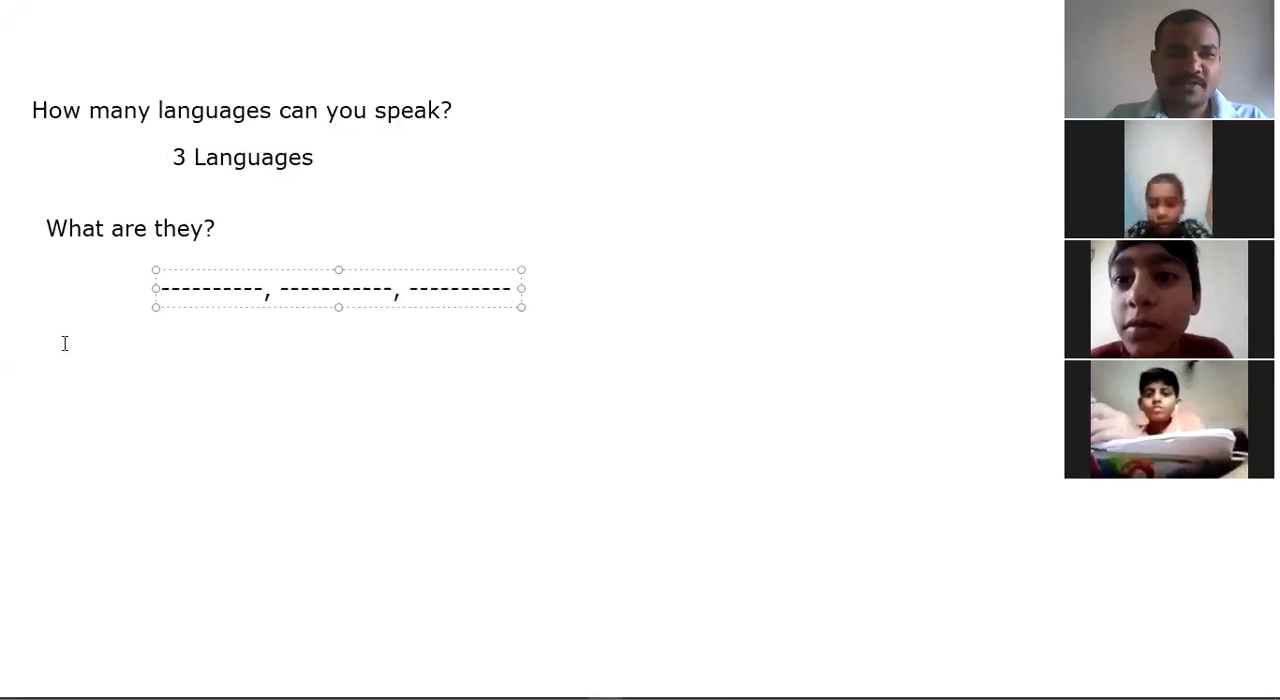 How many languages can you speak?
3 Languages
What are they?
----------, -----------, ----------